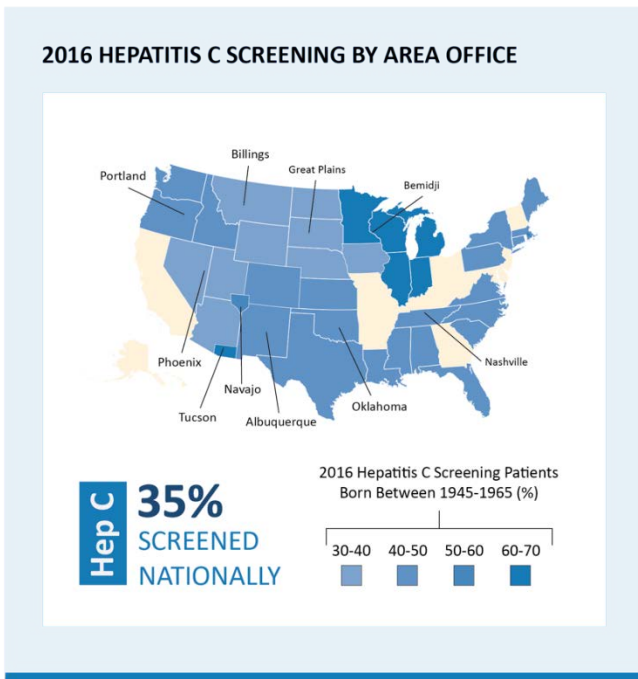 2016 HEPATITIS C SCREENING BY AREA OFFICE
Billings
Great Plains
Portland
Bemidji
Phoenix
Nashville
Navajo
Oklahoma
Tucson
Albuquerque
2016 Hepatitis C Screening Patients
Born Between 1945-1965 (%)
Hep C
35%
SCREENED
NATIONALLY
30-40 40-50 50-60 60-70